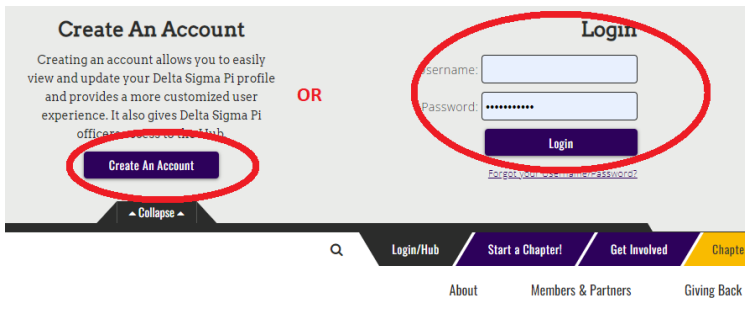 Create An Account
Creating an account allows you to easily
view and update your Delta Sigma Pi profile
and provides a more customized user
experience. It also gives Delta Sigma Pi
officers access to the Hub.
Create An Account
OR
Login
Username:
Password: •••••••••••
Login
Forgot your Username/Password?
Collapse
Login/Hub
Start a Chapter!
Get Involved
Chapte
About
Members & Partners
Giving Back